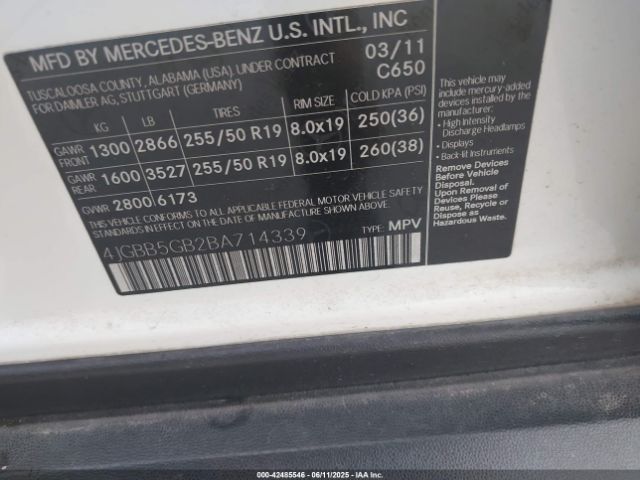 MFD BY MERCEDES-BENZ U.S. INTL., INC
TUSCALOOSA COUNTY, ALABAMA (USA). UNDER CONTRACT 03/11
FOR DAIMLER AG, STUTTGART (GERMANY) C650
KG LB TIRES RIM SIZE COLD KPA (PSI)
GAWR FRONT 1300 2866 255/50 R19 8.0x19 250(36)
GAWR REAR 1600 3527 255/50 R19 8.0x19 260(38)
GVWR 2800 6173
THIS VEHICLE CONFORMS TO ALL APPLICABLE FEDERAL MOTOR VEHICLE SAFETY
STANDARDS IN EFFECT ON THE DATE OF MANUFACTURE SHOWN ABOVE.
4JGBB5GB2BA714339 TYPE: MPV
This vehicle may
include mercury-added
devices installed by the
manufacturer:
• High Intensity
Discharge Headlamps
• Displays
• Back-lit Instruments
Remove Devices
Before Vehicle
Disposal.
Upon Removal of
Devices Please
Reuse, Recycle or
Dispose as
Hazardous Waste.
000-42485546 - 06/11/2025 - IAAI.COM